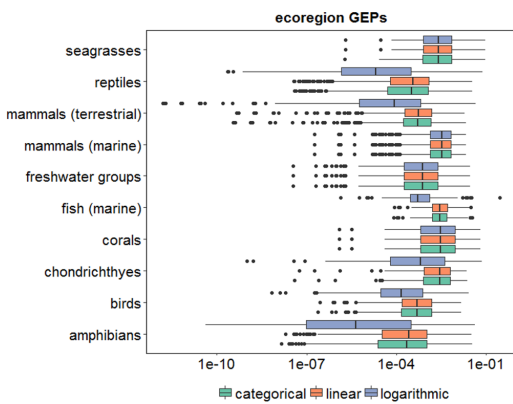 ecoregion GEPs
seagrasses
reptiles
mammals (terrestrial)
mammals (marine)
freshwater groups
fish (marine)
corals
chondrichthyes
birds
amphibians
1e-10 1e-07 1e-04 1e-01
categorical linear logarithmic